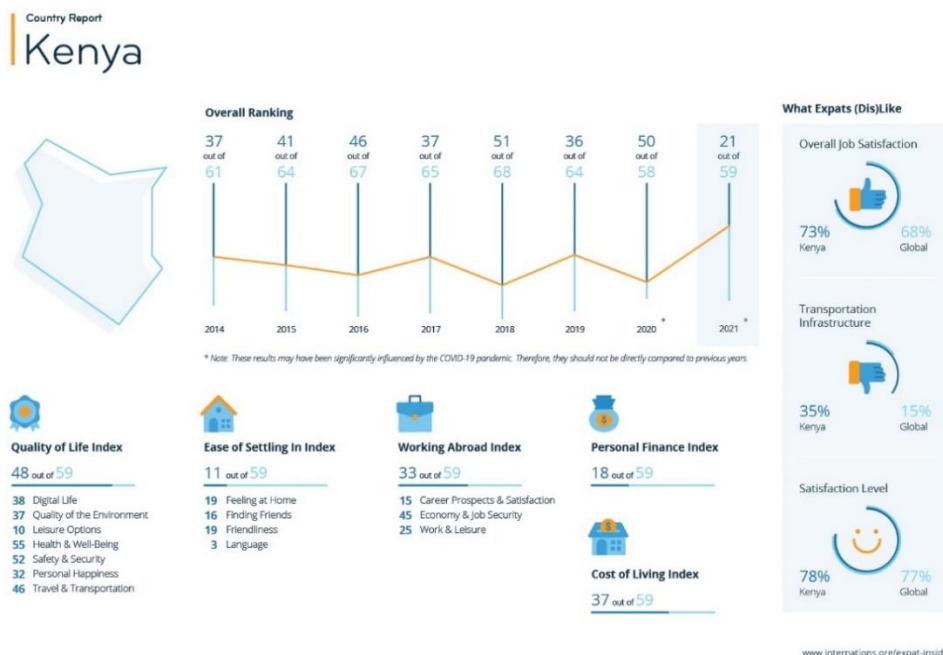 Country Report
Kenya
Overall Ranking
37 out of 61
41 out of 64
46 out of 67
37 out of 65
51 out of 68
36 out of 64
50 out of 58
21 out of 59
2014
2015
2016
2017
2018
2019
2020 *
2021 *
* Note: These results may have been significantly influenced by the COVID-19 pandemic. Therefore, they should not be directly compared to previous years.
Quality of Life Index
48 out of 59
38 Digital Life
37 Quality of the Environment
10 Leisure Options
55 Health & Well-Being
52 Safety & Security
32 Personal Happiness
46 Travel & Transportation
Ease of Settling In Index
11 out of 59
19 Feeling at Home
16 Finding Friends
19 Friendliness
3 Language
Working Abroad Index
33 out of 59
15 Career Prospects & Satisfaction
45 Economy & Job Security
25 Work & Leisure
Personal Finance Index
18 out of 59
Cost of Living Index
37 out of 59
What Expats (Dis)Like
Overall Job Satisfaction
73% Kenya
68% Global
Transportation
Infrastructure
35% Kenya
15% Global
Satisfaction Level
78% Kenya
77% Global
www.internations.org/expat-insid